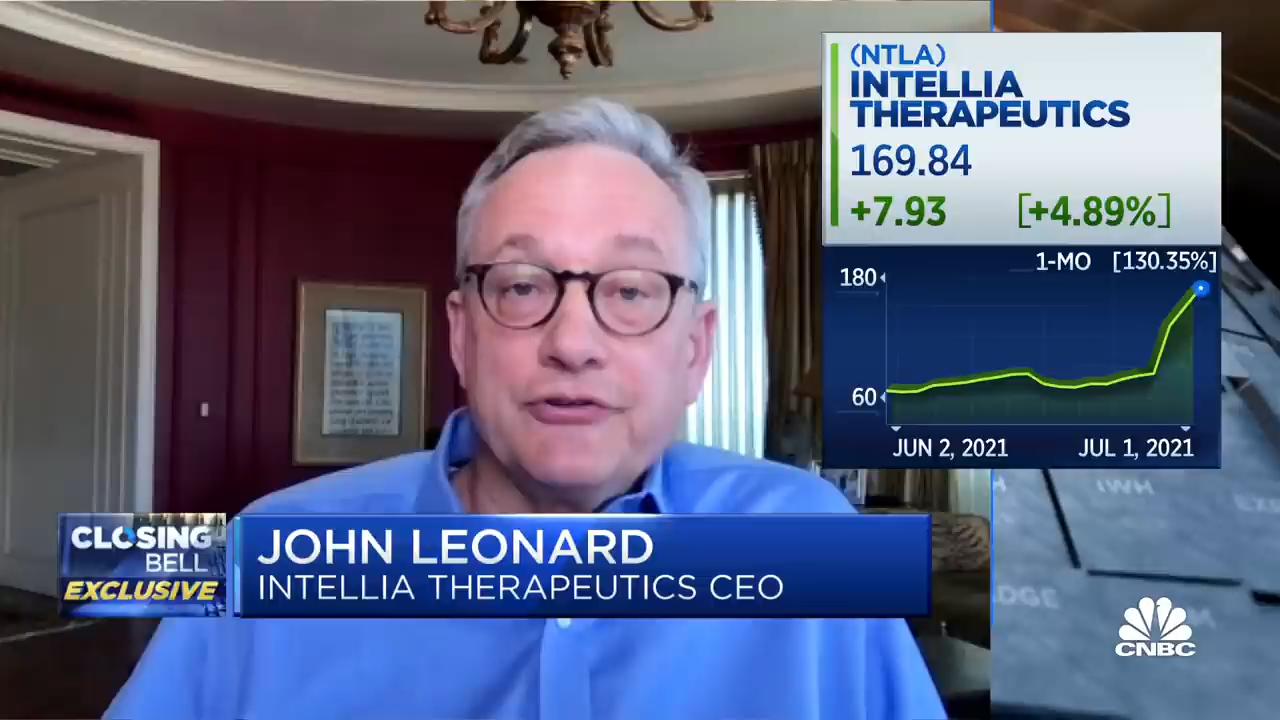 (NTLA)
INTELLIA
THERAPEUTICS
169.84
+7.93 [+4.89%]
1-MO [130.35%]
180
60
JUN 2, 2021 JUL 1, 2021
CLOSING
BELL
EXCLUSIVE
JOHN LEONARD
INTELLIA THERAPEUTICS CEO
CNBC